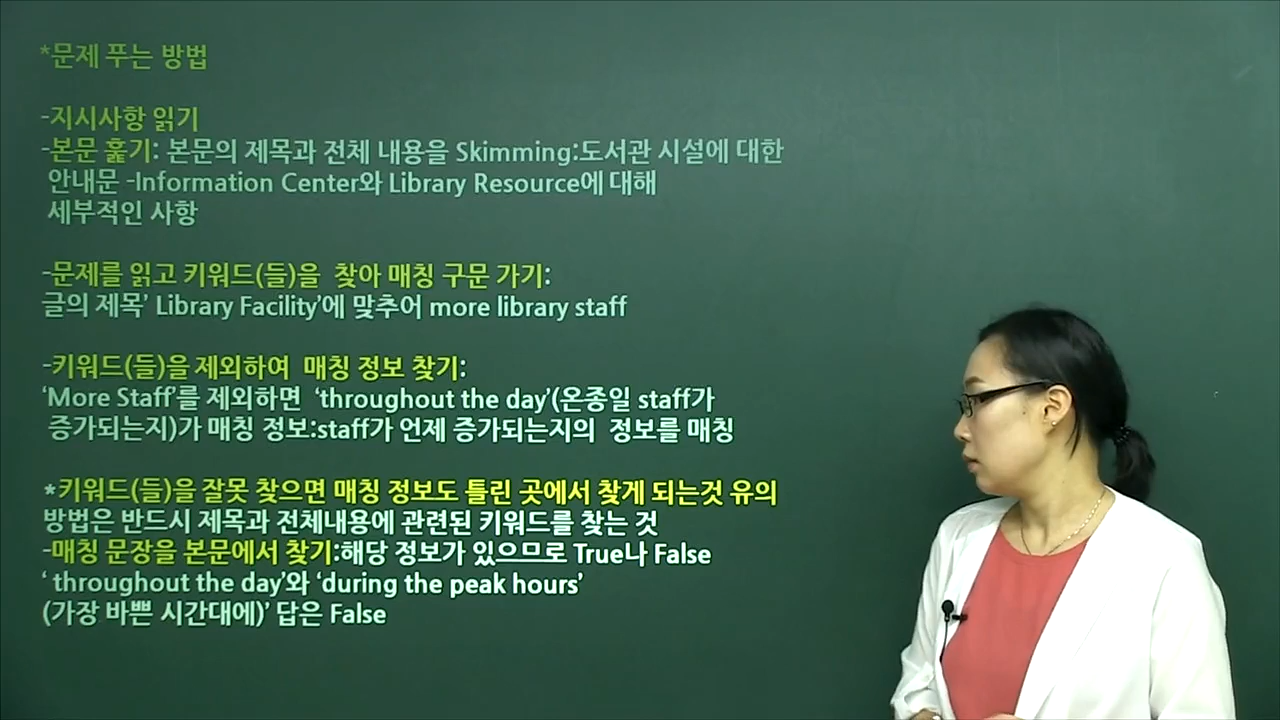 *문제 푸는 방법
-지시사항 읽기
-본문 훑기: 본문의 제목과 전체 내용을 Skimming:도서관 시설에 대한
안내문 -Information Center와 Library Resource에 대해
세부적인 사항
-문제를 읽고 키워드(들)을 찾아 매칭 구문 가기:
글의 제목’ Library Facility’에 맞추어 more library staff
-키워드(들)을 제외하여 매칭 정보 찾기:
‘More Staff’를 제외하면 ‘throughout the day’(온종일 staff가
증가되는지)가 매칭 정보:staff가 언제 증가되는지의 정보를 매칭
*키워드(들)을 잘못 찾으면 매칭 정보도 틀린 곳에서 찾게 되는것 유의
방법은 반드시 제목과 전체내용에 관련된 키워드를 찾는 것
-매칭 문장을 본문에서 찾기:해당 정보가 있으므로 True나 False
‘ throughout the day’와 ‘during the peak hours’
(가장 바쁜 시간대에)’ 답은 False